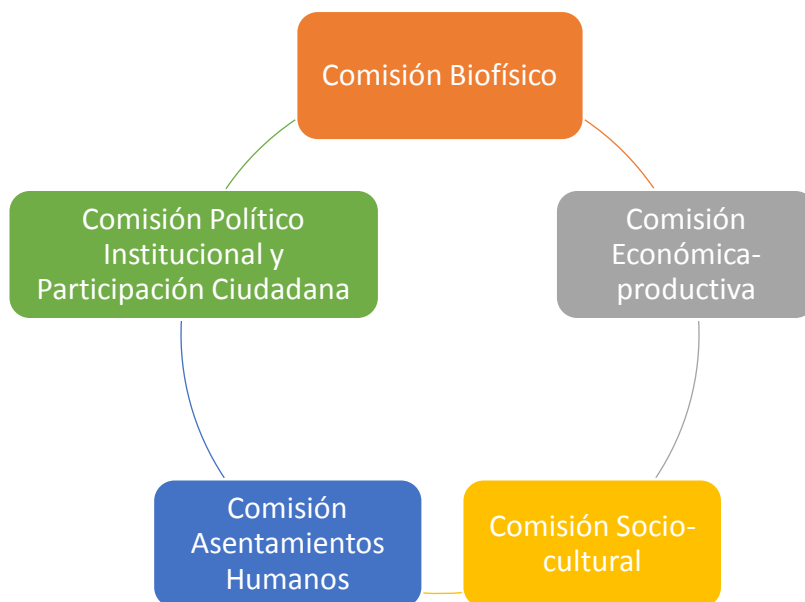 Comisión Biofísico
Comisión Político
Institucional y
Participación Ciudadana
Comisión
Económica-
productiva
Comisión
Asentamientos
Humanos
Comisión Socio-
cultural